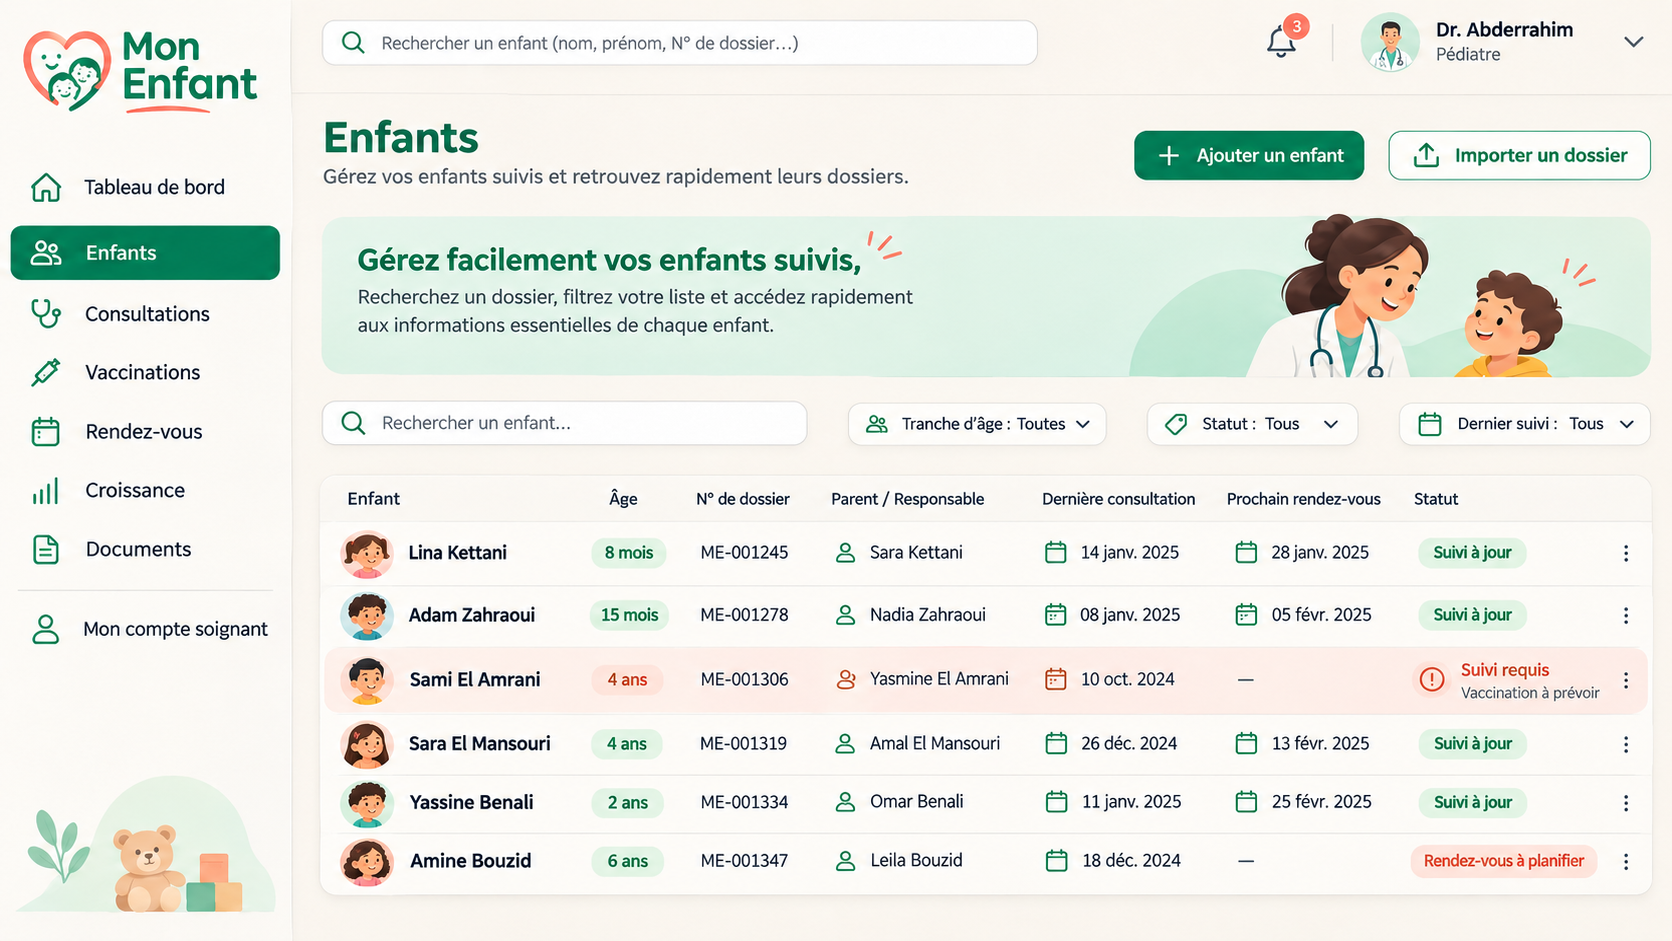 Mon
Enfant
Tableau de bord
Enfants
Consultations
Vaccinations
Rendez-vous
Croissance
Documents
Mon compte soignant
Rechercher un enfant (nom, prénom, N° de dossier...)
3
Dr. Abderrahim
Pédiatre
Enfants
Gérez vos enfants suivis et retrouvez rapidement leurs dossiers.
Ajouter un enfant
Importer un dossier
Gérez facilement vos enfants suivis,
Recherchez un dossier, filtrez votre liste et accédez rapidement
aux informations essentielles de chaque enfant.
Rechercher un enfant...
Tranche d'âge : Toutes
Statut : Tous
Dernier suivi : Tous
Enfant Âge N° de dossier Parent / Responsable Dernière consultation Prochain rendez-vous Statut
Lina Kettani 8 mois ME-001245 Sara Kettani 14 janv. 2025 28 janv. 2025 Suivi à jour
Adam Zahraoui 15 mois ME-001278 Nadia Zahraoui 08 janv. 2025 05 févr. 2025 Suivi à jour
Sami El Amrani 4 ans ME-001306 Yasmine El Amrani 10 oct. 2024 — Suivi requis
Vaccination à prévoir
Sara El Mansouri 4 ans ME-001319 Amal El Mansouri 26 déc. 2024 13 févr. 2025 Suivi à jour
Yassine Benali 2 ans ME-001334 Omar Benali 11 janv. 2025 25 févr. 2025 Suivi à jour
Amine Bouzid 6 ans ME-001347 Leila Bouzid 18 déc. 2024 — Rendez-vous à planifier